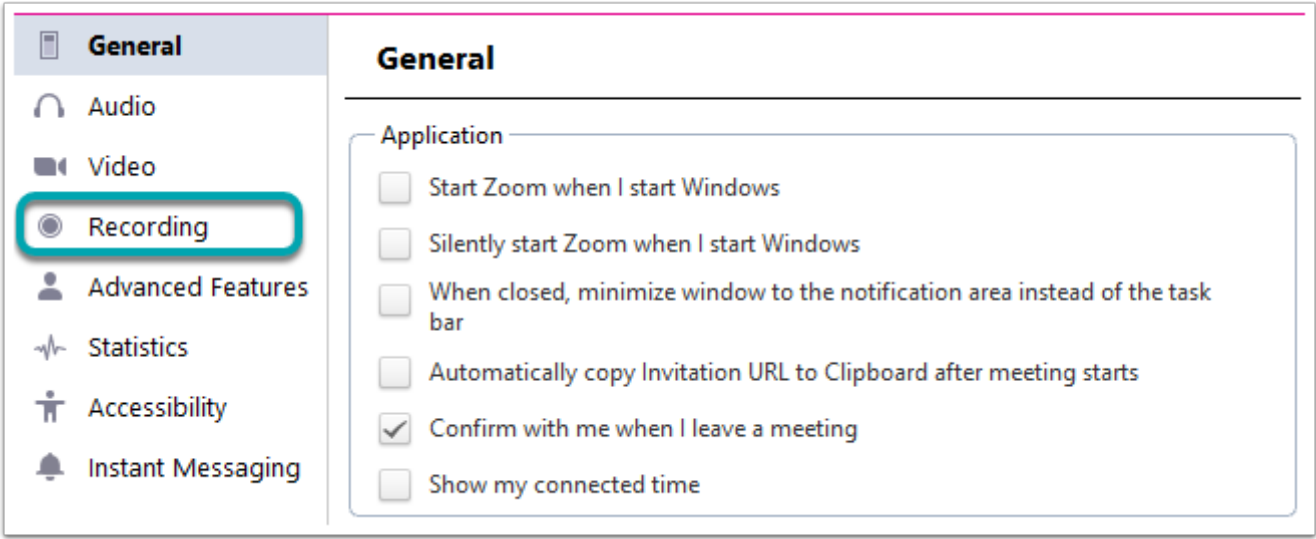 General
Audio
Video
Recording
Advanced Features
Statistics
Accessibility
Instant Messaging
General
Application
Start Zoom when I start Windows
Silently start Zoom when I start Windows
When closed, minimize window to the notification area instead of the task
bar
Automatically copy Invitation URL to Clipboard after meeting starts
Confirm with me when I leave a meeting
Show my connected time